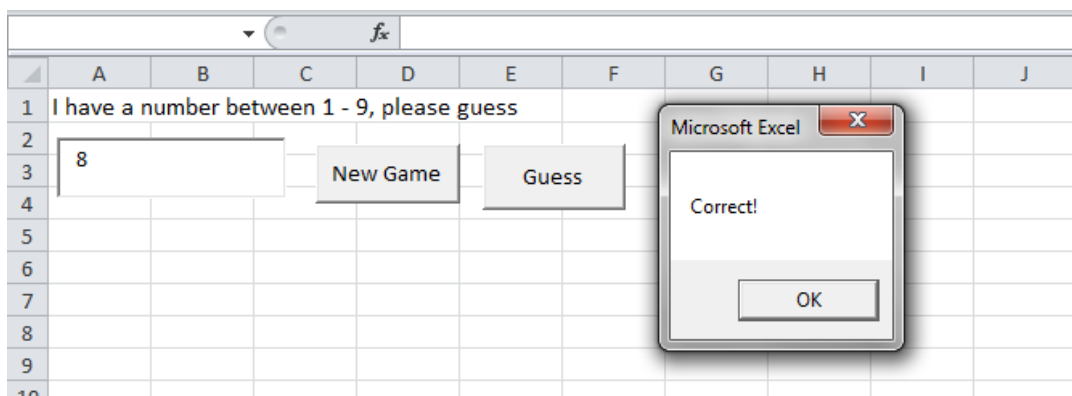 fx
A B C D E F G H I J
1 I have a number between 1 - 9, please guess
Microsoft Excel X
2
8
3
New Game
Guess
4
Correct!
5
6
7
OK
8
9
10